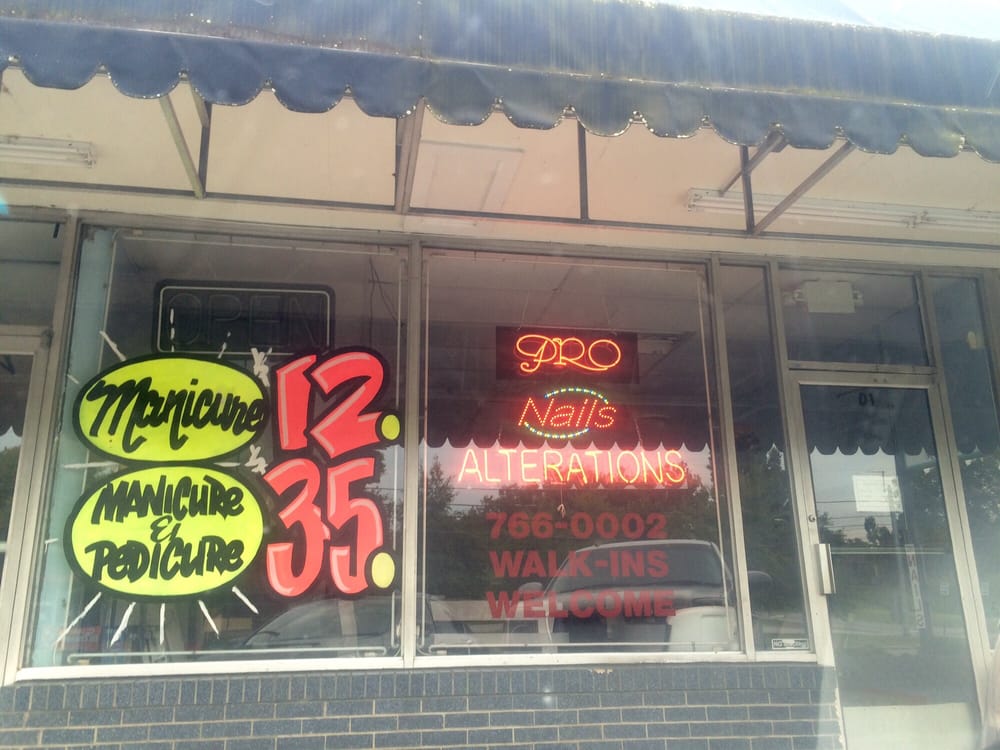 OPEN
Manicure 12.
MANICURE
&
PEDICURE
35.
PRO
Nails
ALTERATIONS
766-0002
WALK-INS
WELCOME